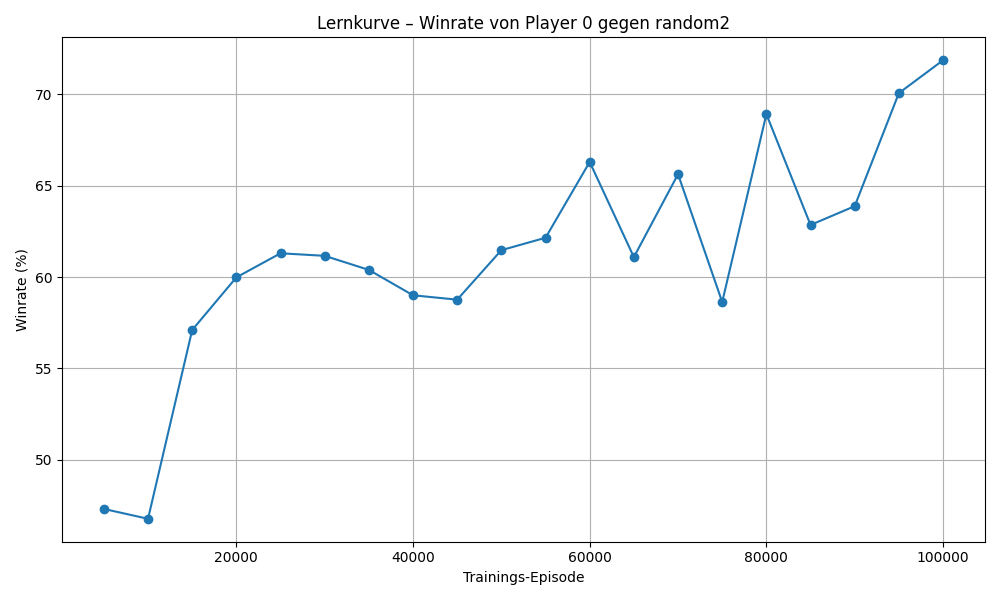 Lernkurve – Winrate von Player 0 gegen random2
Winrate (%)
70
65
60
55
50
20000 40000 60000 80000 100000
Trainings-Episode